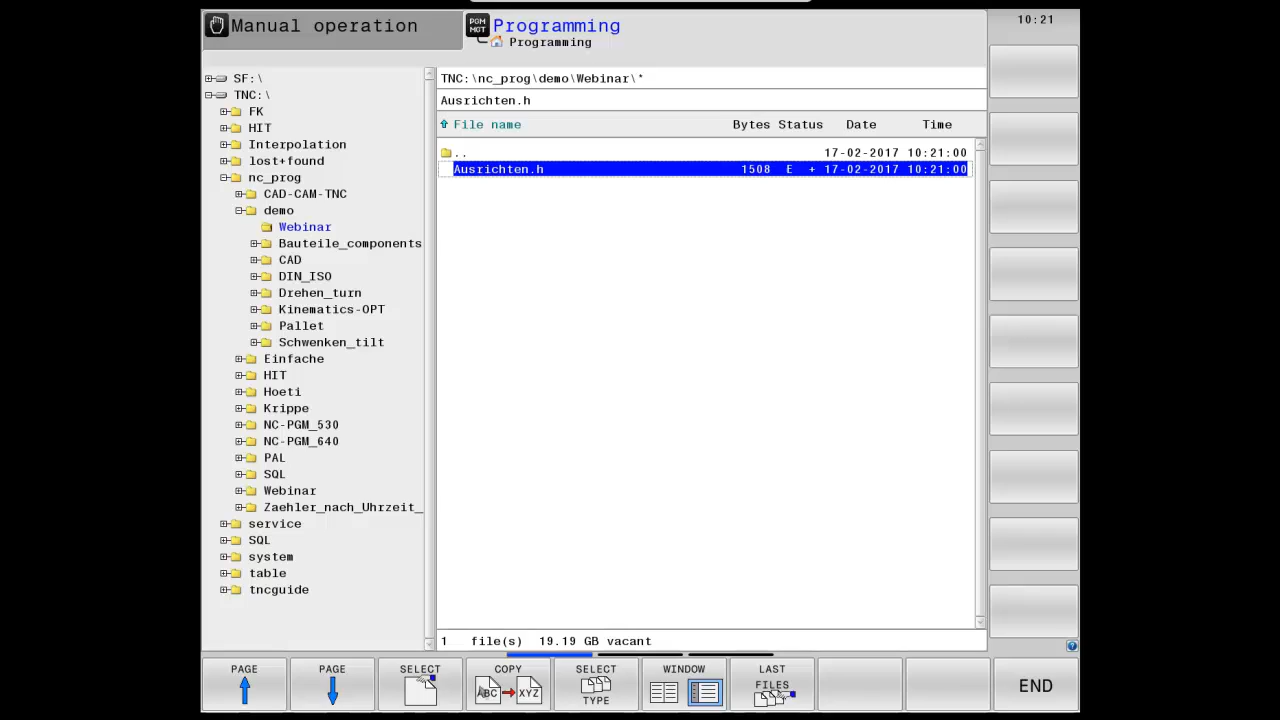 Manual operation
PGM
MGT
Programming
Programming
10:21
SF:\
TNC:\
FK
HIT
Interpolation
lost+found
nc_prog
CAD-CAM-TNC
demo
Webinar
Bauteile_components
CAD
DIN_ISO
Drehen_turn
Kinematics-OPT
Pallet
Schwenken_tilt
Einfache
HIT
Hoeti
Krippe
NC-PGM_530
NC-PGM_640
PAL
SQL
Webinar
Zaehler_nach_Uhrzeit_
service
SQL
system
table
tncguide
TNC:\nc_prog\demo\Webinar\*
Ausrichten.h
File name Bytes Status Date Time
.. 17-02-2017 10:21:00
Ausrichten.h 1508 E + 17-02-2017 10:21:00
1 file(s) 19.19 GB vacant
?
PAGE
PAGE
SELECT
COPY
ABC XYZ
SELECT
TYPE
WINDOW
LAST
FILES
END